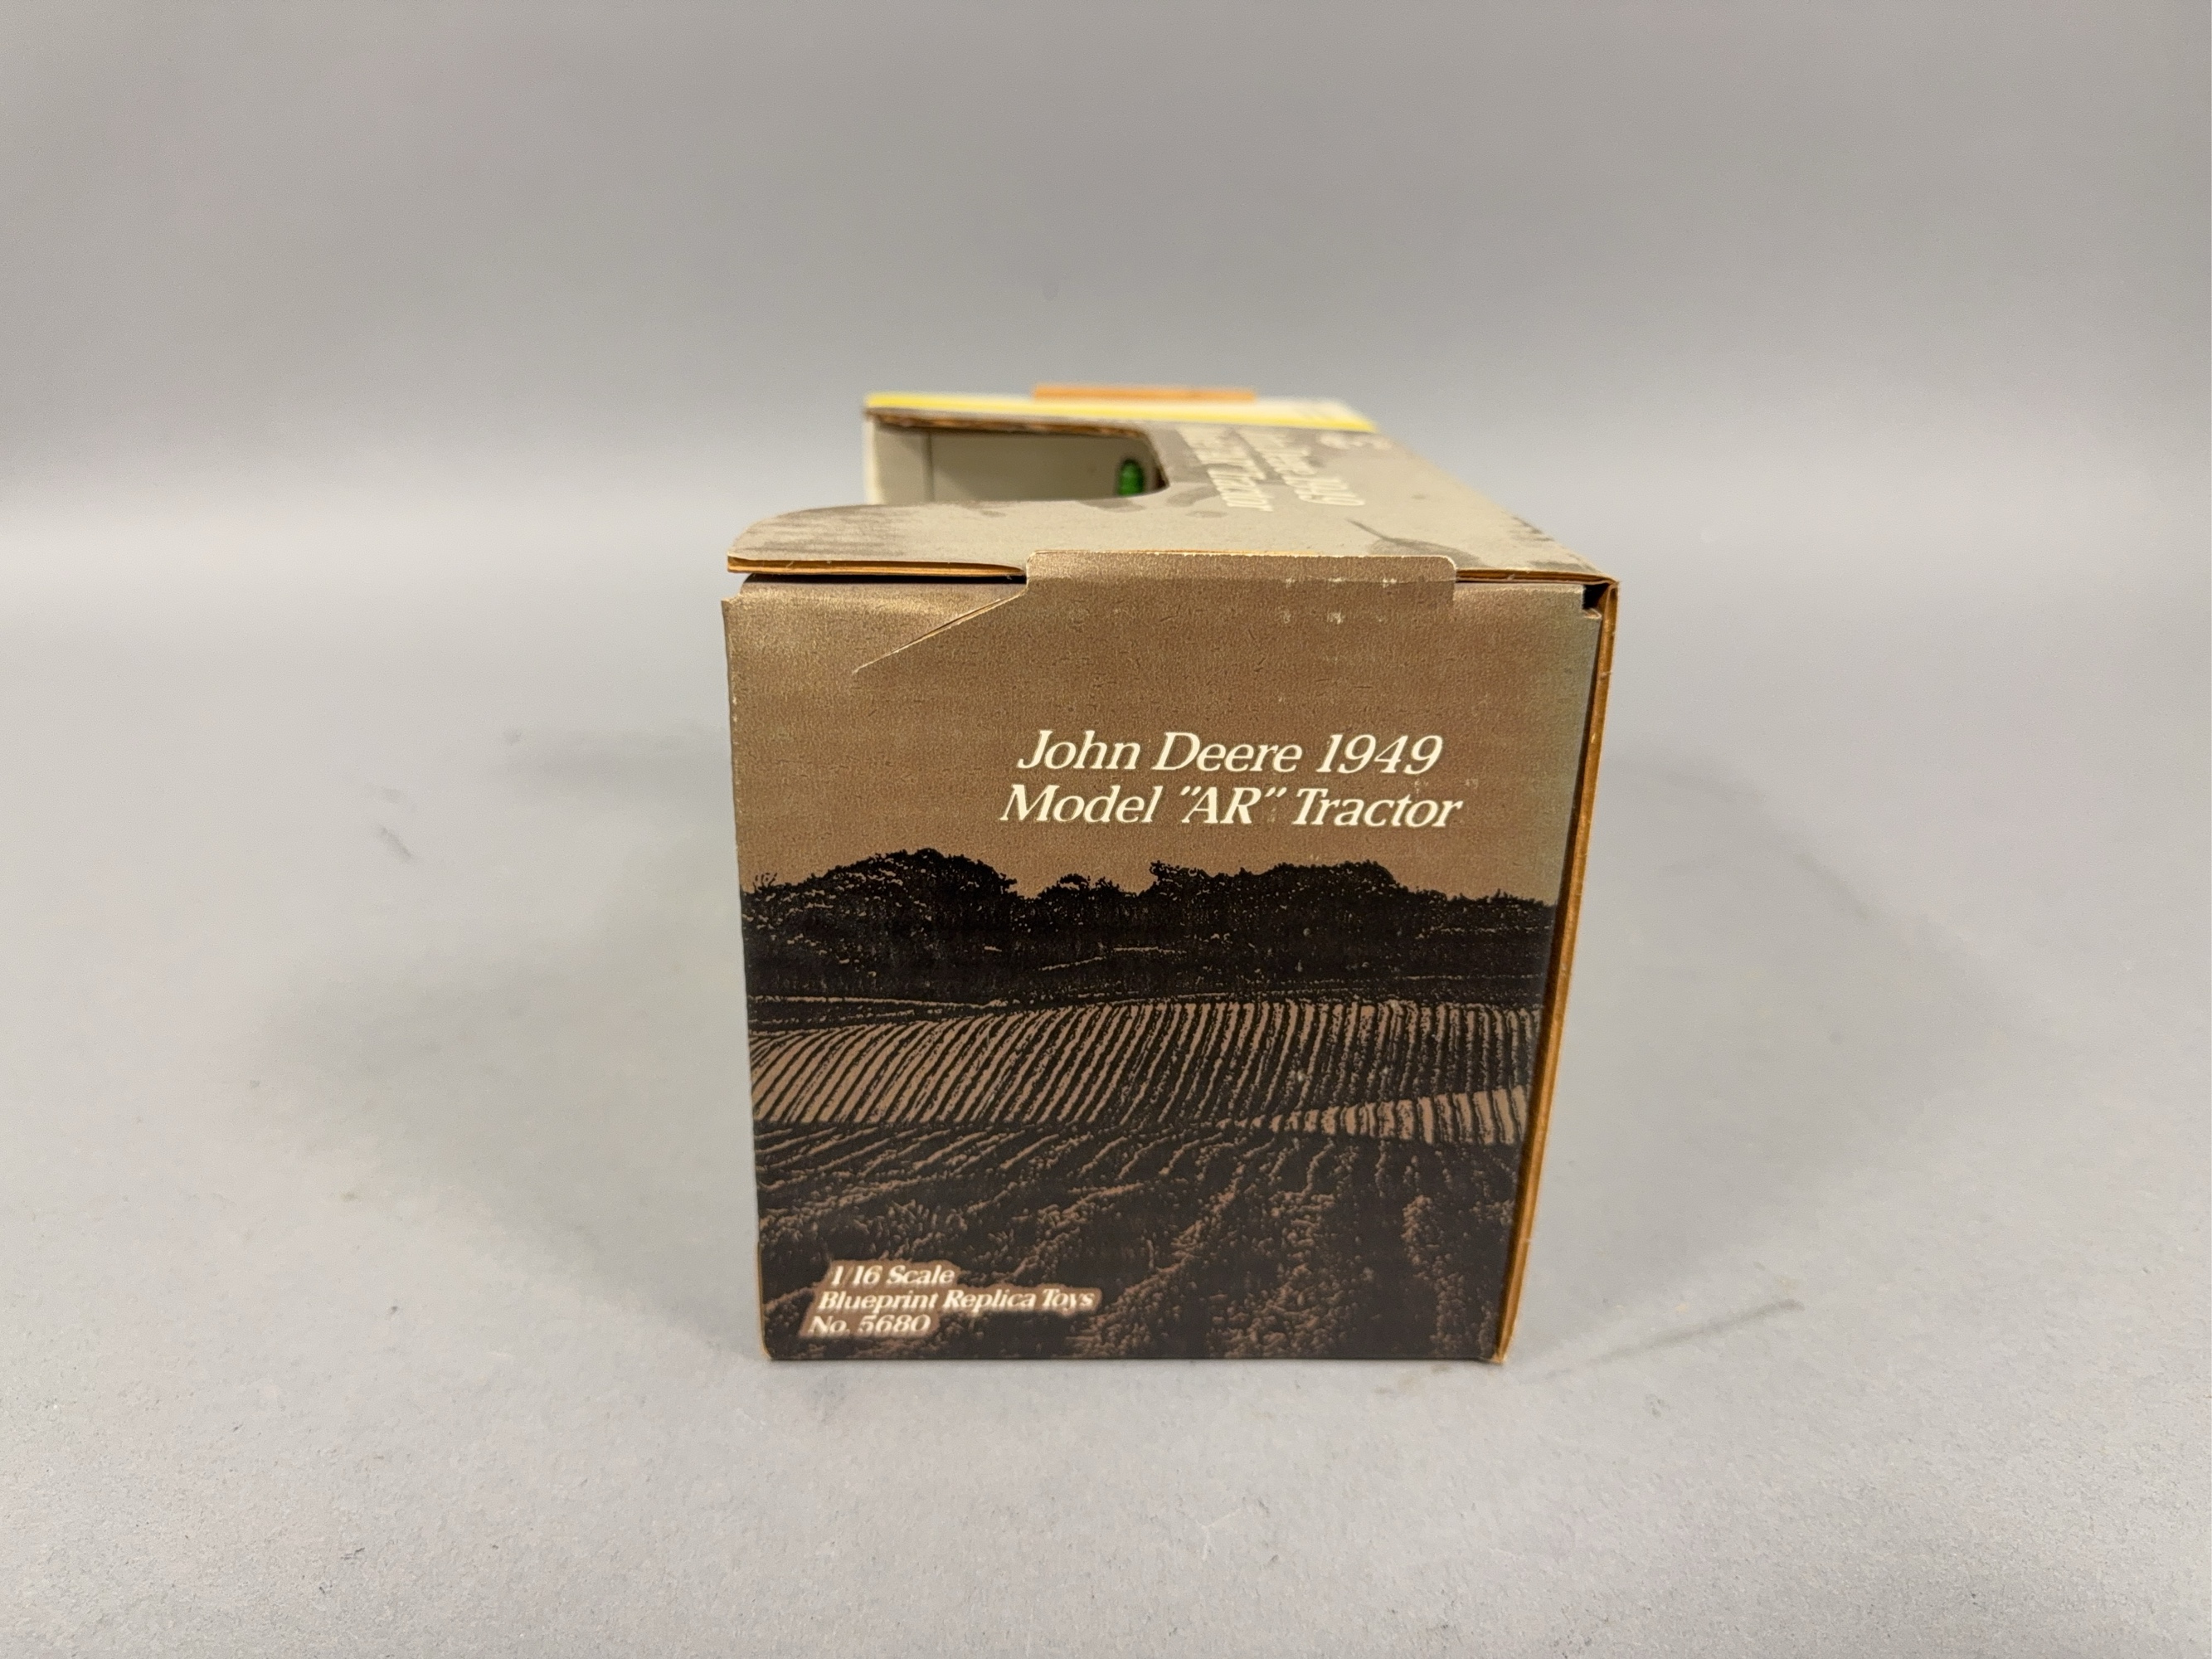 John Deere 1949
Model "AR" Tractor
1/16 Scale
Blueprint Replica Toys
No. 5680